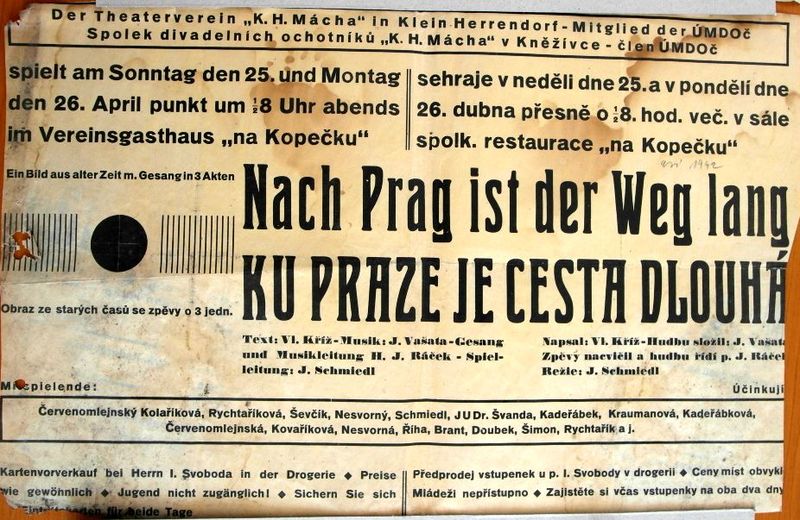 Der Theaterverein „K. H. Mácha" in Klein Herrendorf - Mitglied der ÚMDOč
Spolek divadelních ochotníků „K. H. Mácha" v Kněžívce - člen ÚMDOč
spielt am Sonntag den 25. und Montag
den 26. April punkt um ½8 Uhr abends
im Vereinsgasthaus „na Kopečku"
sehraje v neděli dne 25. a v pondělí dne
26. dubna přesně o ½8. hod. več. v sále
spolk. restaurace „na Kopečku"
1942
Ein Bild aus alter Zeit m. Gesang in 3 Akten
Nach Prag ist der Weg lang
KU PRAZE JE CESTA DLOUHÁ
Obraz ze starých časů se zpěvy o 3 jedn.
Text: Vl. Kříž - Musik: J. Vašata - Gesang
und Musikleitung H. J. Ráček - Spiel-
leitung: J. Schmiedl
Napsal: Vl. Kříž - Hudbu složil: J. Vašata
Zpěvy nacvičil a hudbu řídí p. J. Ráček
Režie: J. Schmiedl
Mitspielende:
Účinkují
Červenomlejnský Kolaříková, Rychtaříková, Ševčík, Nesvorný, Schmiedl, JUDr. Švanda, Kadeřábek, Kraumanová, Kadeřábková,
Červenomlejnská, Kovaříková, Nesvorná, Říha, Brant, Doubek, Šimon, Rychtařík a j.
Kartenvorverkauf bei Herrn I. Svoboda in der Drogerie ◆ Preise
wie gewöhnlich ◆ Jugend nicht zugänglich! ◆ Sichern Sie sich
Eintrittskarten für beide Tage
Předprodej vstupenek u p. I. Svobody v drogerii ◆ Ceny míst obvykl
Mládeži nepřístupno ◆ Zajistěte si včas vstupenky na oba dva dny